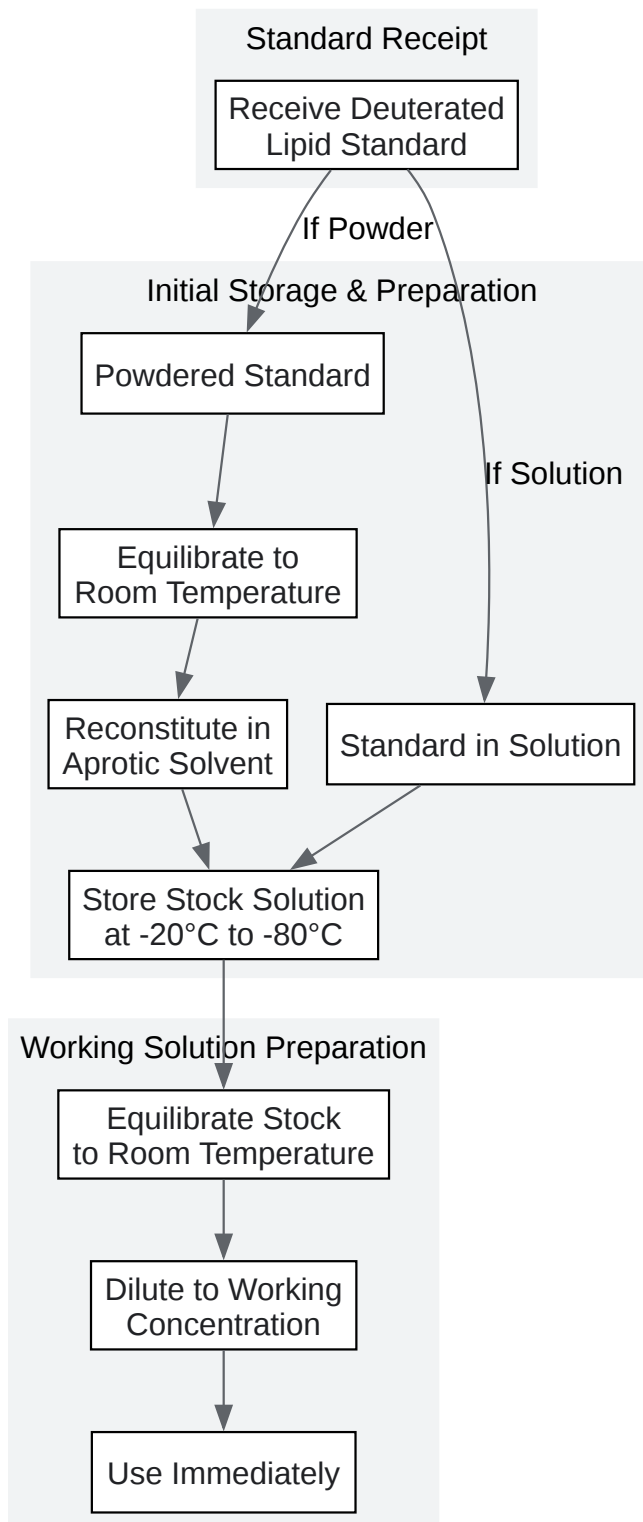 Standard Receipt
Receive Deuterated
Lipid Standard
If Powder
Initial Storage & Preparation
Powdered Standard
If Solution
Equilibrate to
Room Temperature
Reconstitute in
Aprotic Solvent
Standard in Solution
Store Stock Solution
at -20°C to -80°C
Working Solution Preparation
Equilibrate Stock
to Room Temperature
Dilute to Working
Concentration
Use Immediately